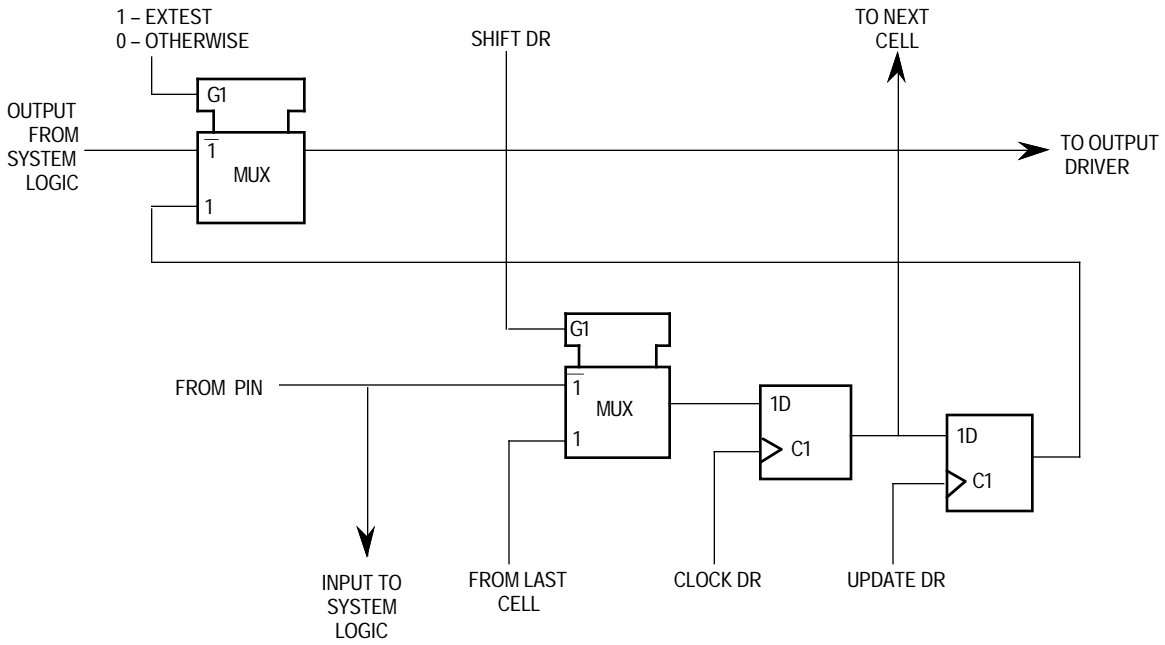 1 – EXTEST
0 – OTHERWISE
SHIFT DR
TO NEXT
CELL
G1
OUTPUT
FROM
SYSTEM
LOGIC
1
MUX
1
TO OUTPUT
DRIVER
G1
FROM PIN
1
MUX
1
1D
C1
1D
C1
INPUT TO
SYSTEM
LOGIC
FROM LAST
CELL
CLOCK DR
UPDATE DR